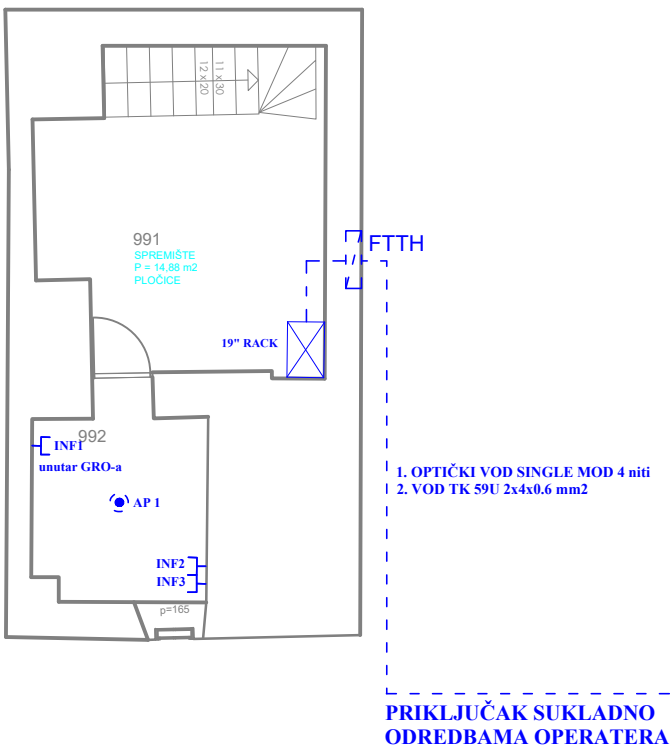 11 x 30
12 x 20
991
SPREMIŠTE
P = 14.88 m2
PLOČICE
FTTH
19" RACK
992
INF1
unutar GRO-a
AP 1
1. OPTIČKI VOD SINGLE MOD 4 niti
2. VOD TK 59U 2x4x0.6 mm2
INF2
INF3
p=165
PRIKLJUČAK SUKLADNO
ODREDBAMA OPERATERA